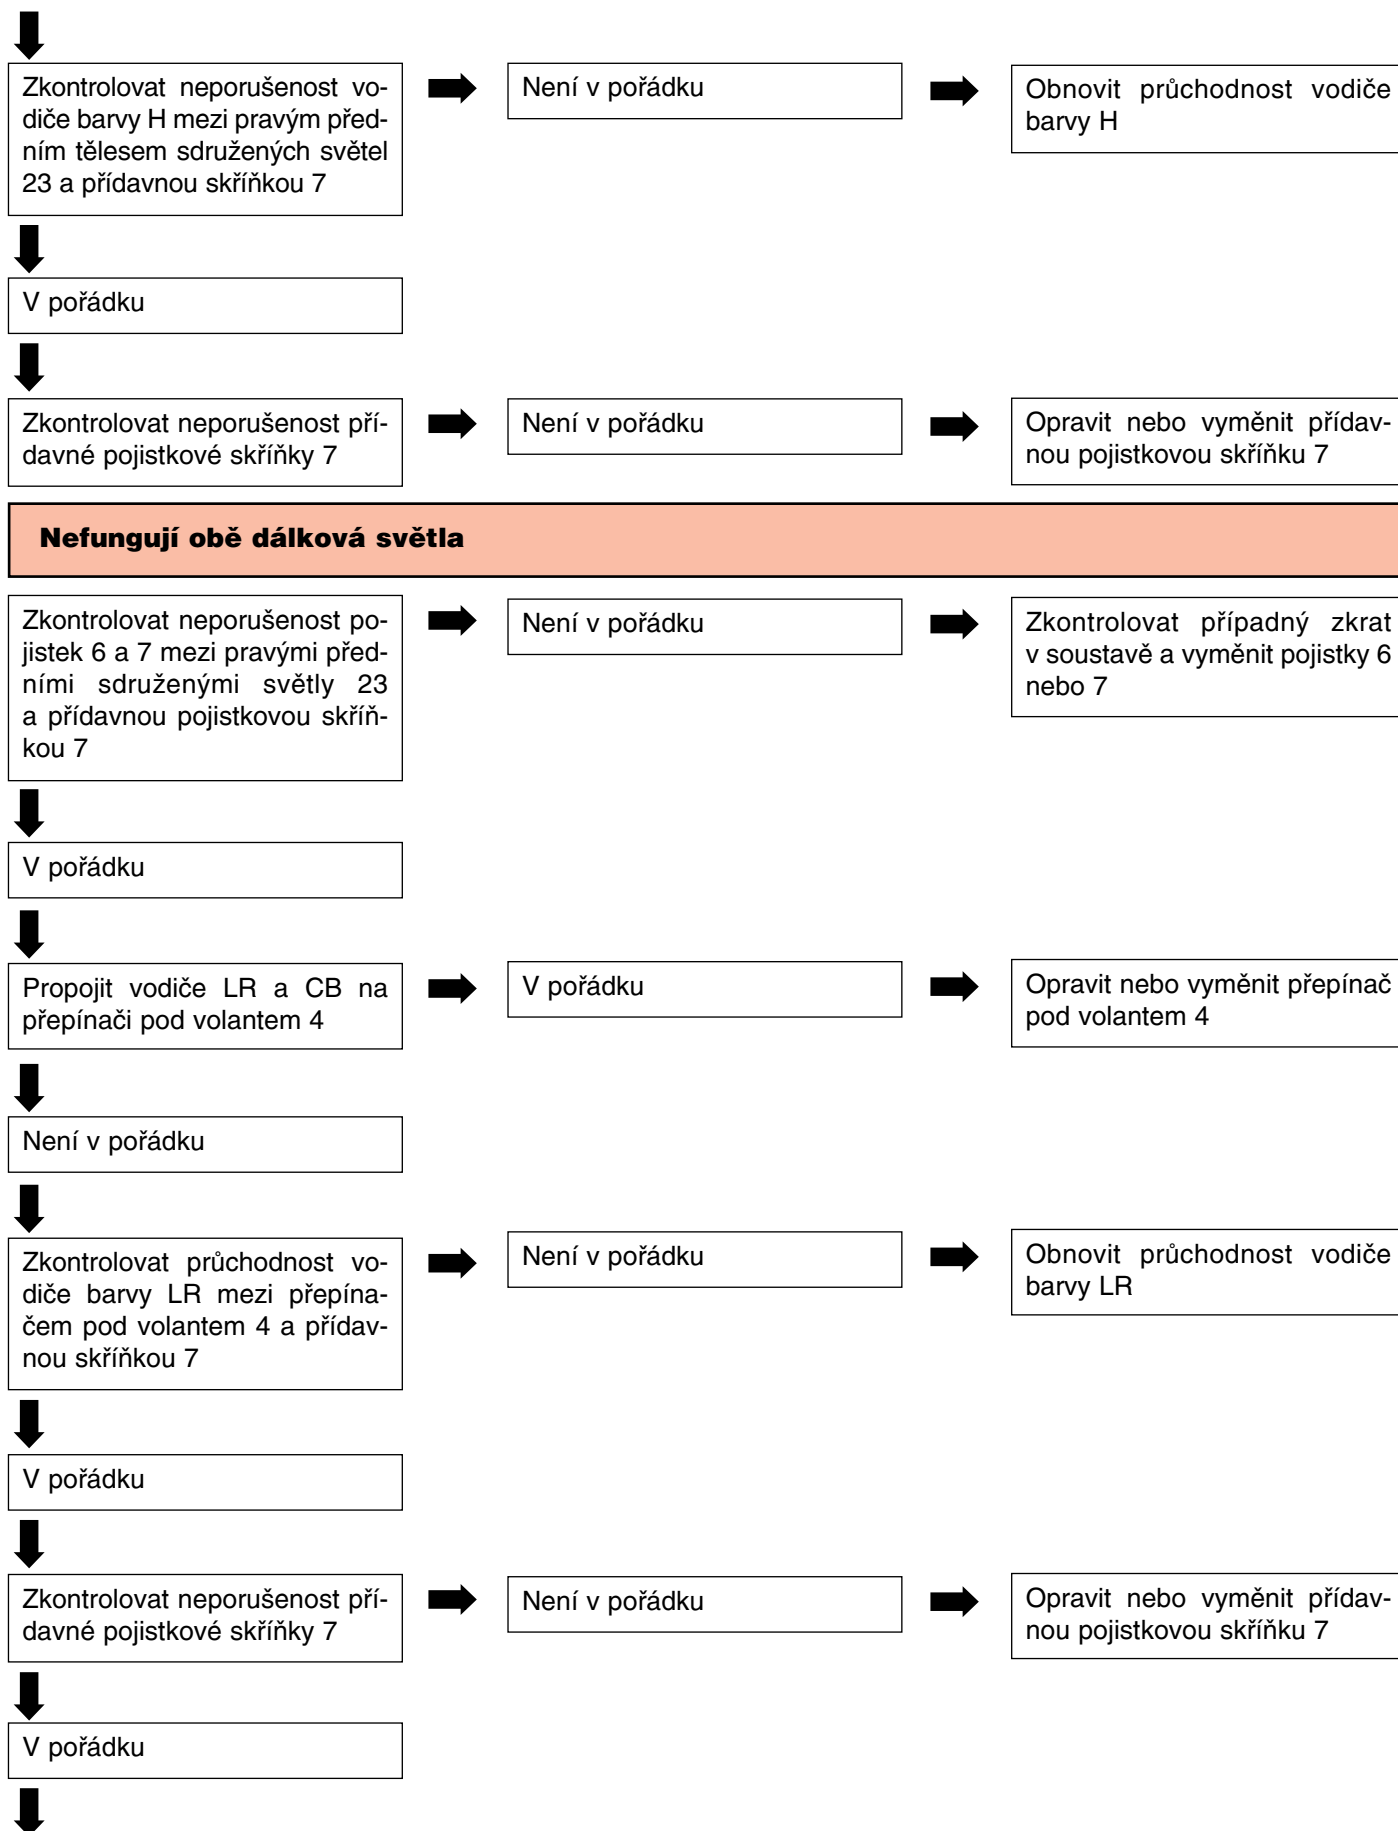 Zkontrolovat neporušenost vo-
diče barvy H mezi pravým před-
ním tělesem sdružených světel
23 a přídavnou skříňkou 7
Není v pořádku
Obnovit průchodnost vodiče
barvy H
V pořádku
Zkontrolovat neporušenost pří-
davné pojistkové skříňky 7
Není v pořádku
Opravit nebo vyměnit přídav-
nou pojistkovou skříňku 7
Nefungují obě dálková světla
Zkontrolovat neporušenost po-
jistek 6 a 7 mezi pravými před-
ními sdruženými světly 23
a přídavnou pojistkovou skříň-
kou 7
Není v pořádku
Zkontrolovat případný zkrat
v soustavě a vyměnit pojistky 6
nebo 7
V pořádku
Propojit vodiče LR a CB na
přepínači pod volantem 4
V pořádku
Opravit nebo vyměnit přepínač
pod volantem 4
Není v pořádku
Zkontrolovat průchodnost vo-
diče barvy LR mezi přepína-
čem pod volantem 4 a přídav-
nou skříňkou 7
Není v pořádku
Obnovit průchodnost vodiče
barvy LR
V pořádku
Zkontrolovat neporušenost pří-
davné pojistkové skříňky 7
Není v pořádku
Opravit nebo vyměnit přídav-
nou pojistkovou skříňku 7
V pořádku